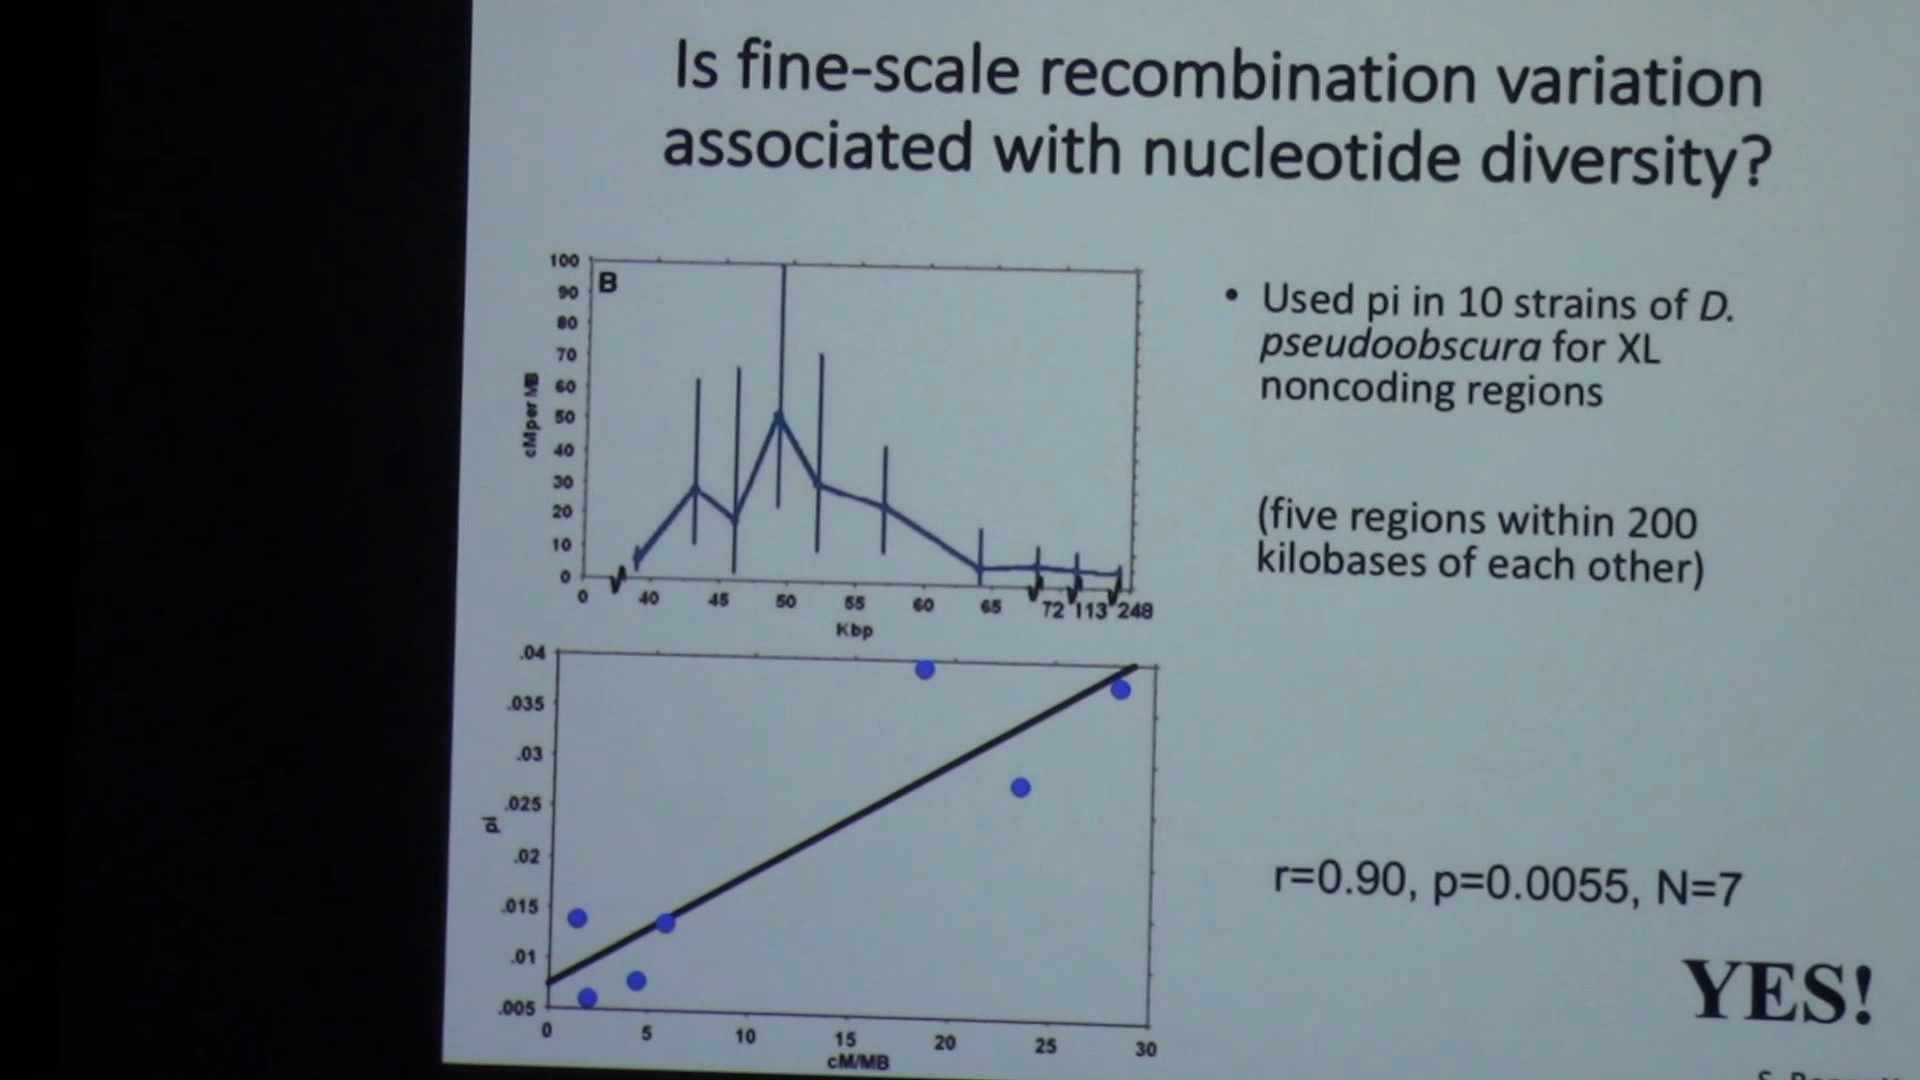 Is fine-scale recombination variation
associated with nucleotide diversity?
100
B
90
80
70
60
50
40
30
20
10
0
cMper MB
0 40 45 50 55 60 65 72 113 248
Kbp
• Used pi in 10 strains of D.
pseudoobscura for XL
noncoding regions
(five regions within 200
kilobases of each other)
.04
.035
.03
.025
.02
.015
.01
.005
pi
0 5 10 15 20 25 30
cM/MB
r=0.90, p=0.0055, N=7
YES!